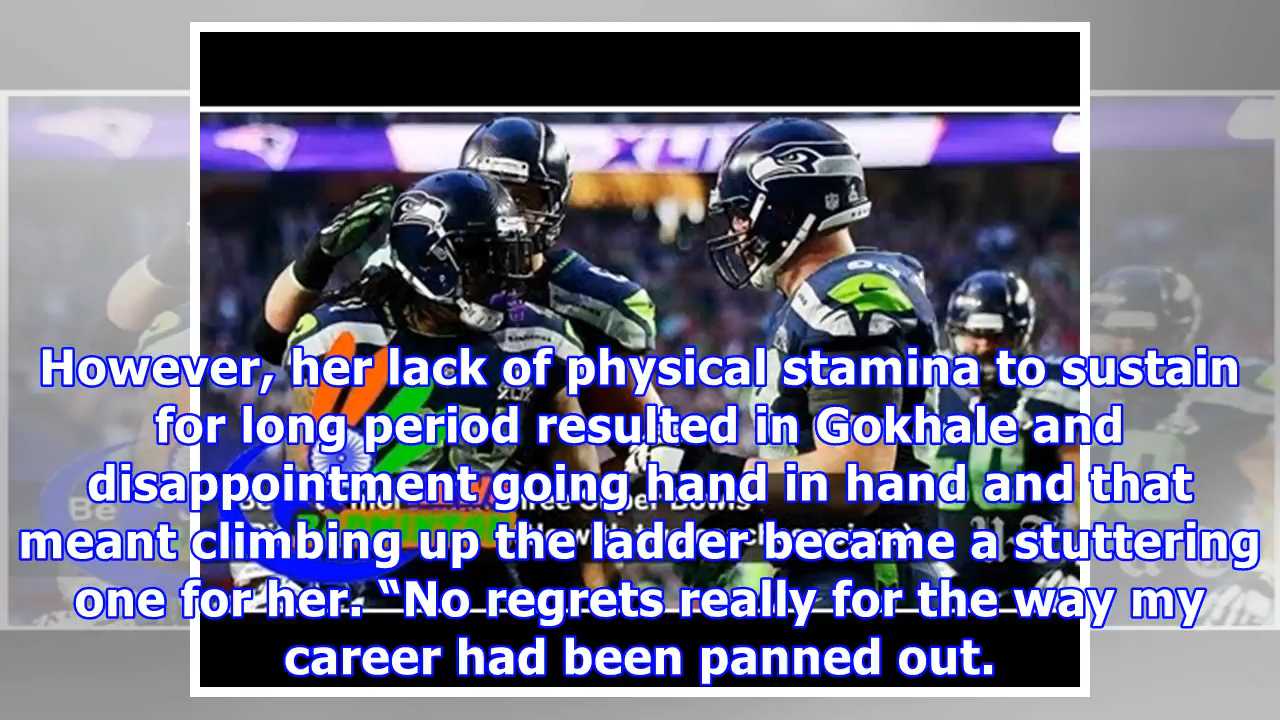 XLIX
However, her lack of physical stamina to sustain
for long period resulted in Gokhale and
disappointment going hand in hand and that
meant climbing up the ladder became a stuttering
one for her. “No regrets really for the way my
career had been panned out.